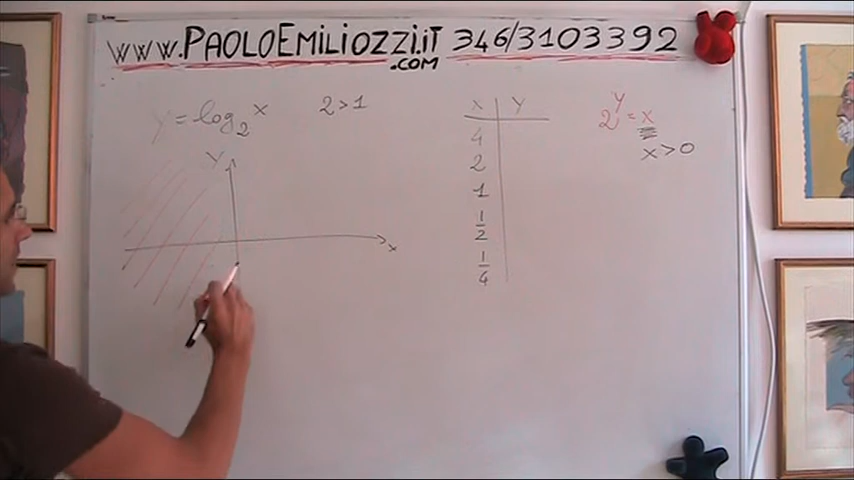 www.PAOLOEMILIOZZI.IT 346/3103392
.COM
y = log₂ x 2>1
X Y
4
2
1
1/2
1/4
2^y = x
x>0
Y
x